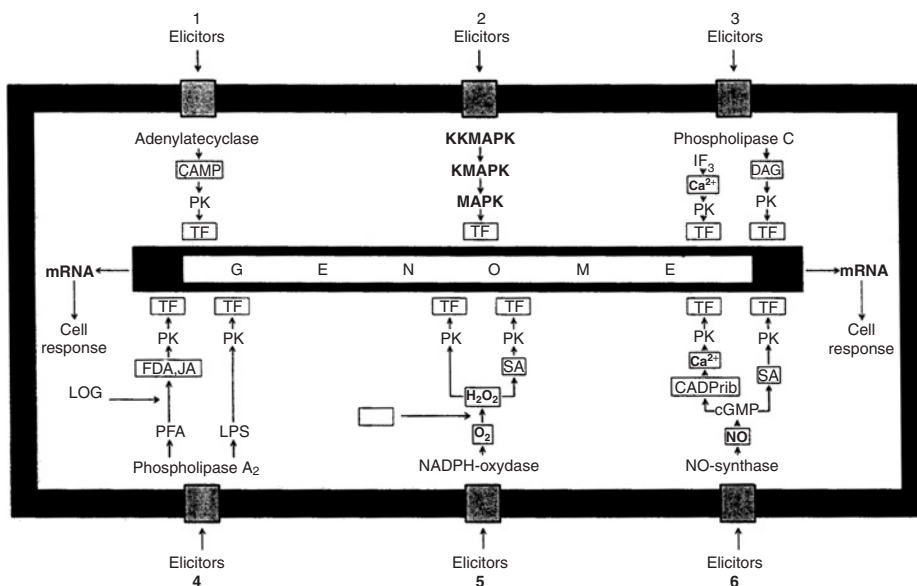 1
Elicitors
2
Elicitors
3
Elicitors
Adenylatecyclase
CAMP
PK
TF
KKMAPK
KMAPK
MAPK
TF
Phospholipase C
IF3
Ca2+
PK
TF
DAG
PK
TF
G E N O M E
mRNA
Cell
response
mRNA
Cell
response
TF
PK
FDA,JA
LOG
PFA
TF
PK
LPS
Phospholipase A2
TF
PK
TF
PK
SA
H2O2
O2
NADPH-oxydase
TF
PK
Ca2+
CADPrib
TF
PK
SA
cGMP
NO
NO-synthase
Elicitors
4
Elicitors
5
Elicitors
6